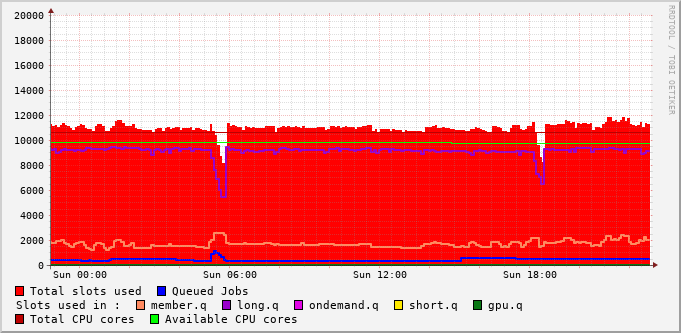 20000
18000
16000
14000
12000
10000
8000
6000
4000
2000
0
Sun 00:00 Sun 06:00 Sun 12:00 Sun 18:00
RRDTOOL / TOBI OETIKER
Total slots used Queued Jobs
Slots used in : member.q long.q ondemand.q short.q gpu.q
Total CPU cores Available CPU cores